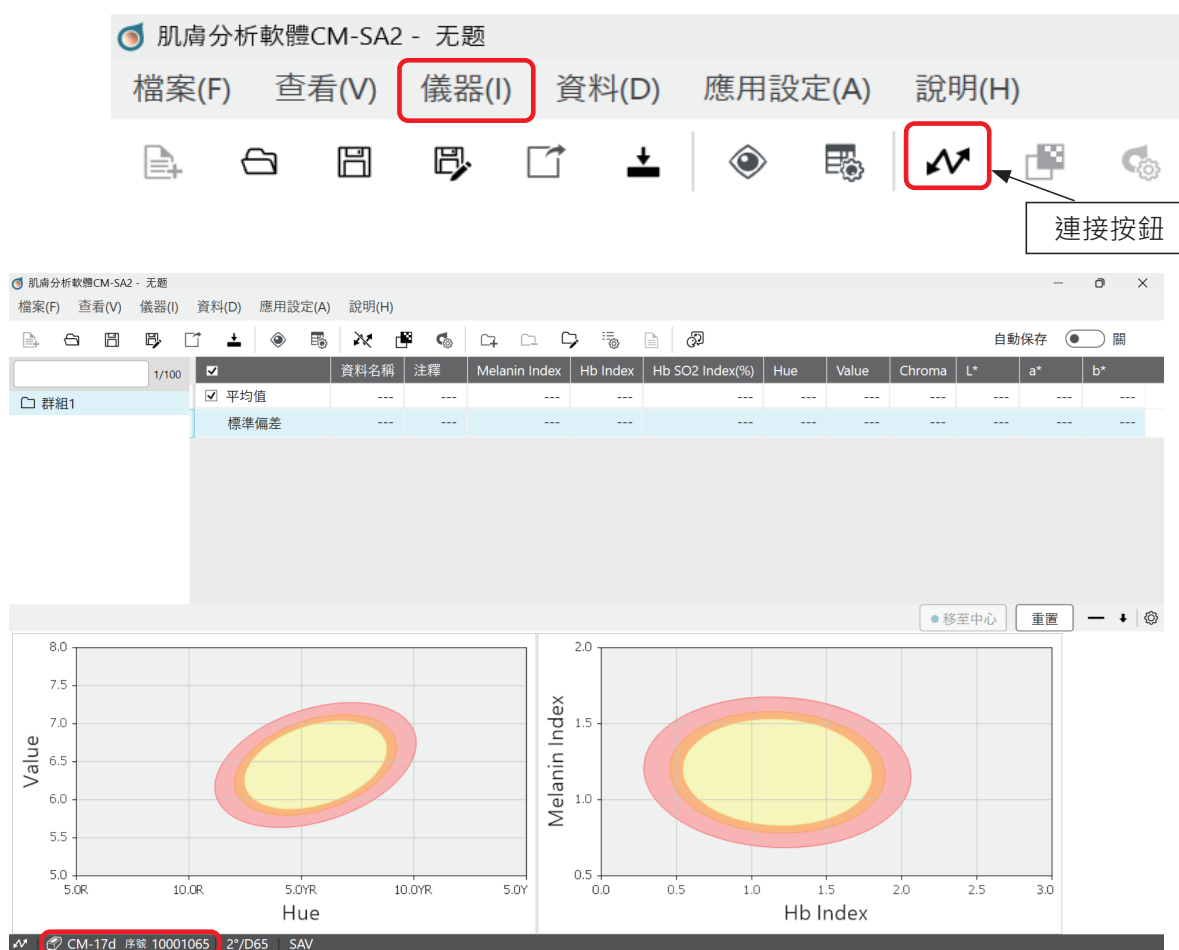 肌膚分析軟體CM-SA2 - 无题
檔案(F) 查看(V) 儀器(I) 資料(D) 應用設定(A) 說明(H)
連接按鈕
肌膚分析軟體CM-SA2 - 无题
檔案(F) 查看(V) 儀器(I) 資料(D) 應用設定(A) 說明(H)
自動保存 關
1/100 資料名稱 注釋 Melanin Index Hb Index Hb SO2 Index(%) Hue Value Chroma L* a* b*
群組1
平均值 --- --- --- --- --- --- --- --- --- --- ---
標準偏差 --- --- --- --- --- --- --- --- --- --- ---
移至中心 重置
Value
8.0
7.5
7.0
6.5
6.0
5.5
5.0
5.0R 10.0R 5.0YR 10.0YR 5.0Y
Hue
Melanin Index
2.0
1.5
1.0
0.5
0.0 0.5 1.0 1.5 2.0 2.5 3.0
Hb Index
CM-17d 序號 10001065 2°/D65 SAV